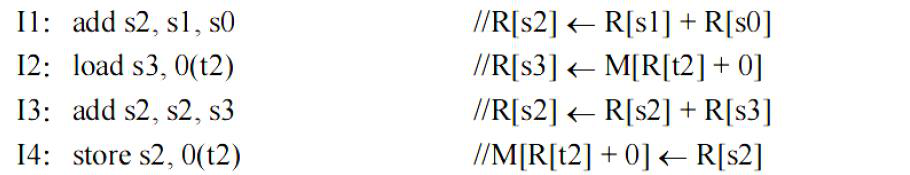 I1: add s2, s1, s0 //R[s2] ← R[s1] + R[s0]
I2: load s3, 0(t2) //R[s3] ← M[R[t2] + 0]
I3: add s2, s2, s3 //R[s2] ← R[s2] + R[s3]
I4: store s2, 0(t2) //M[R[t2] + 0] ← R[s2]